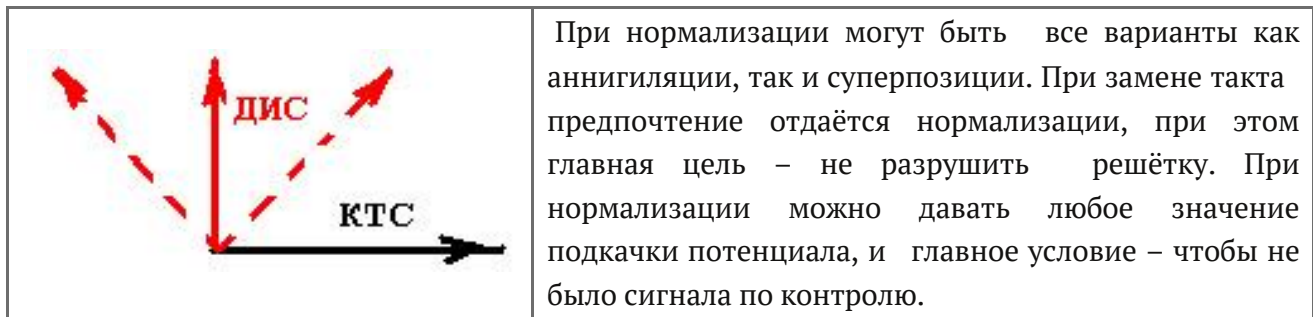 ДИС
КТС
При нормализации могут быть все варианты как
аннигиляции, так и суперпозиции. При замене такта
предпочтение отдаётся нормализации, при этом
главная цель – не разрушить решётку. При
нормализации можно давать любое значение
подкачки потенциала, и главное условие – чтобы не
было сигнала по контролю.